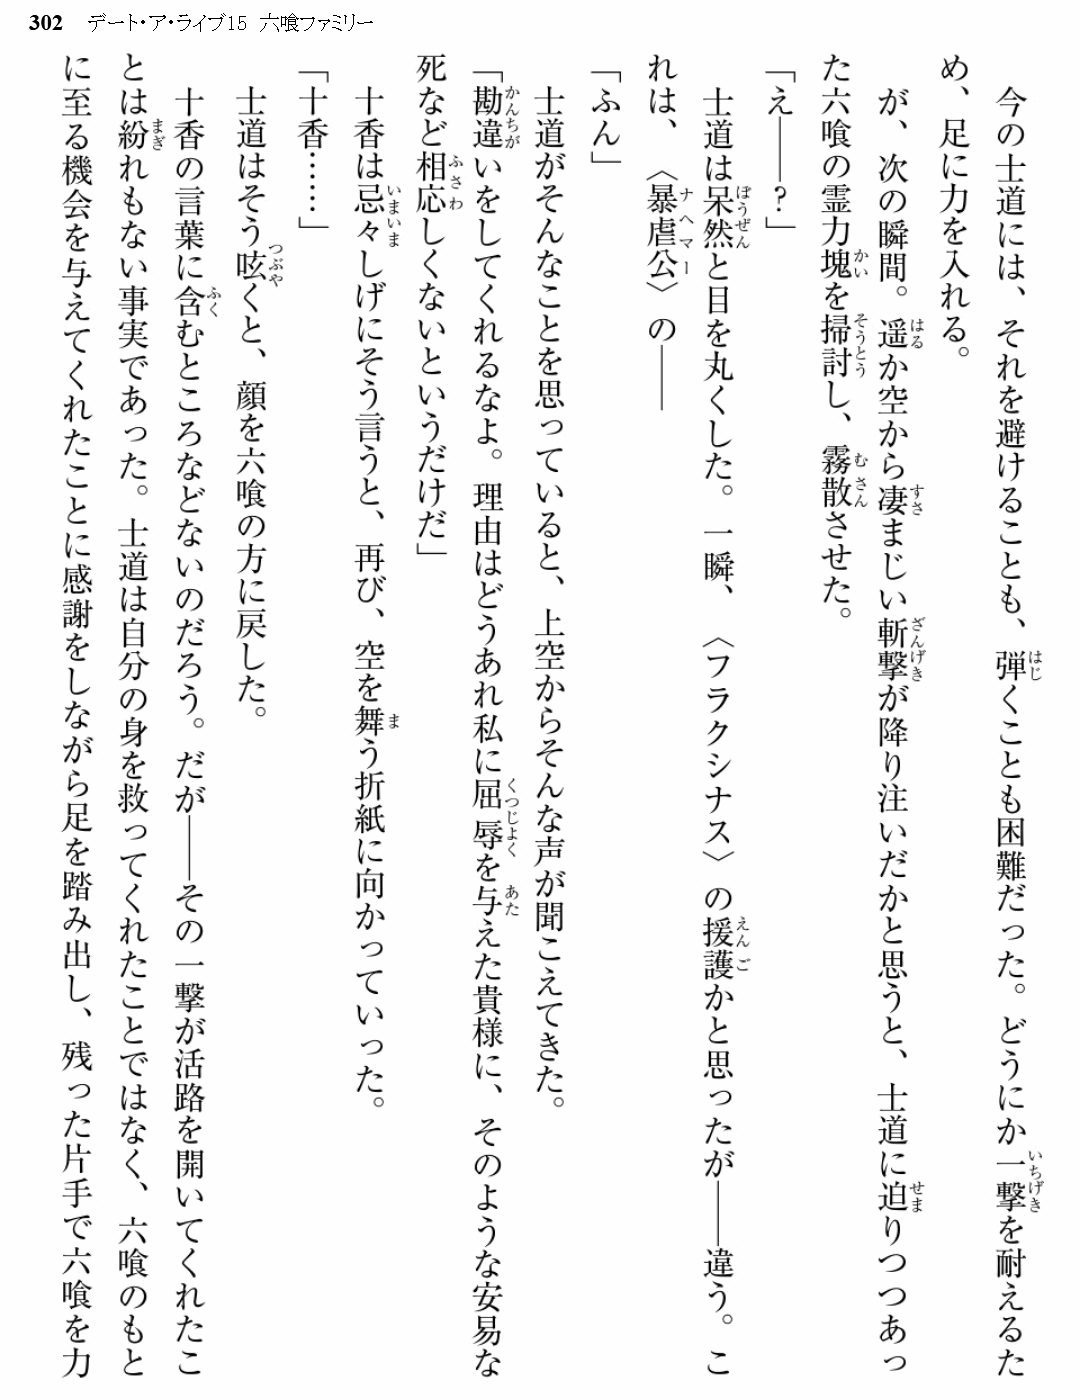 302 デート・ア・ライブ15 六喰ファミリー
今の士道には、それを避けることも、弾くことも困難だった。どうにか一撃を耐えるた
め、足に力を入れる。
が、次の瞬間。遥か空から凄まじい斬撃が降り注いだかと思うと、士道に迫りつつあっ
た六喰の霊力塊を掃討し、霧散させた。
「え――?」
士道は呆然と目を丸くした。一瞬、〈フラクシナス〉の援護かと思ったが――違う。こ
れは、〈暴虐公〉の――
「ふん」
士道がそんなことを思っていると、上空からそんな声が聞こえてきた。
「勘違いをしてくれるなよ。理由はどうあれ私に屈辱を与えた貴様に、そのような安易な
死など相応しくないというだけだ」
十香は忌々しげにそう言うと、再び、空を舞う折紙に向かっていった。
「十香……」
士道はそう呟くと、顔を六喰の方に戻した。
十香の言葉に含むところなどないのだろう。だが――その一撃が活路を開いてくれたこ
とは紛れもない事実であった。士道は自分の身を救ってくれたことではなく、六喰のもと
に至る機会を与えてくれたことに感謝をしながら足を踏み出し、残った片手で六喰を力